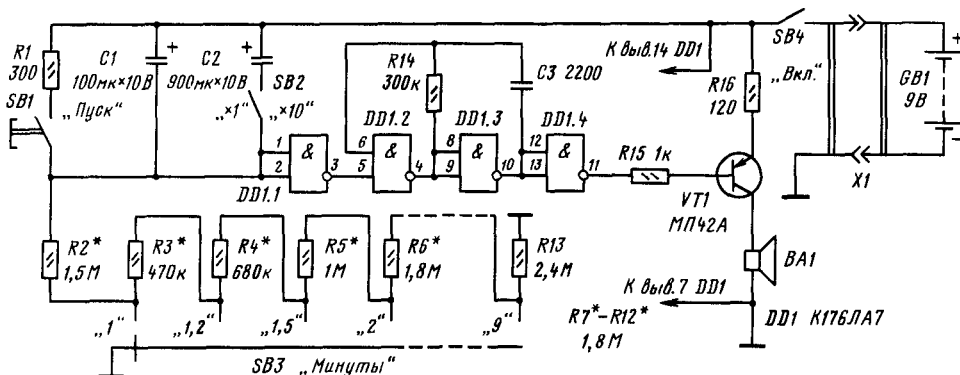 R1
300
SB1
„Пуск“
C1
100мк×10В
+
C2
900мк×10В
+
SB2
„×1“
„×10“
R14
300к
C3 2200
К выв.14 DD1
SB4
„Вкл.“
R16
120
+
GB1
9В
−
X1
DD1.1
&
1
2
3
DD1.2
&
6
5
4
DD1.3
&
8
9
10
DD1.4
&
12
13
11
R15 1к
VT1
МП42А
BA1
R2*
1,5М
R3*
470к
R4*
680к
R5*
1М
R6*
1,8М
R13
2,4М
„1“
„1,2“
„1,5“
„2“
„9“
SB3 „Минуты“
К выв.7 DD1
R7*−R12*
1,8М
DD1 К176ЛА7